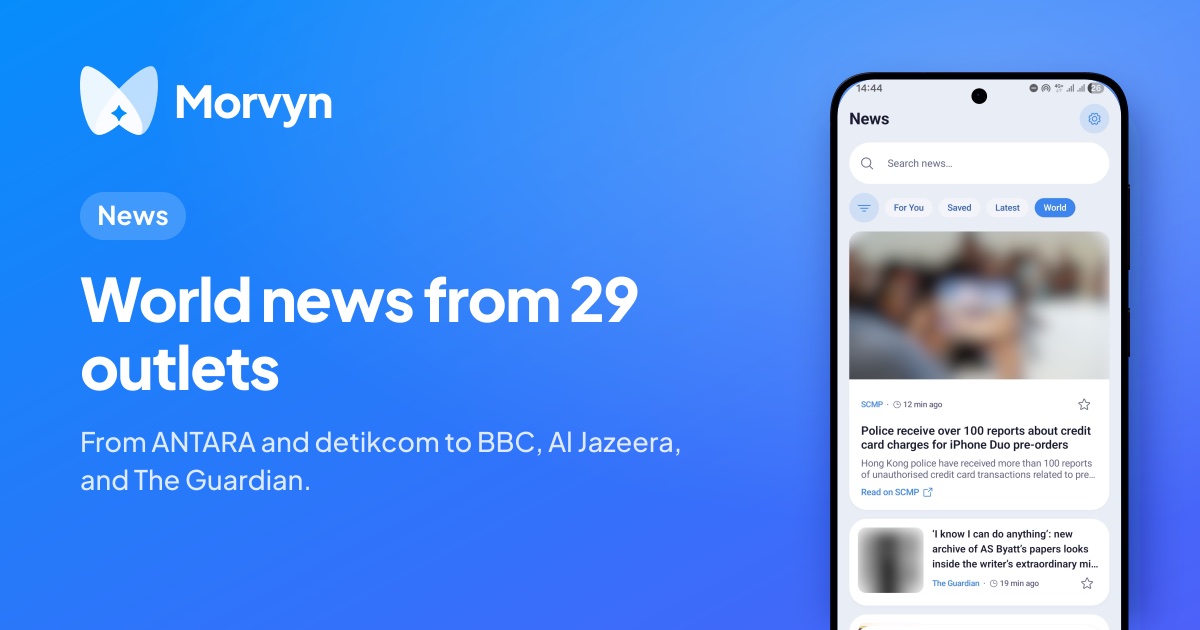 Morvyn
News
World news from 29
outlets
From ANTARA and detikcom to BBC, Al Jazeera,
and The Guardian.
14:44
26
News
Search news...
For You
Saved
Latest
World
SCMP · 12 min ago
Police receive over 100 reports about credit
card charges for iPhone Duo pre-orders
Hong Kong police have received more than 100 reports
of unauthorised credit card transactions related to pre...
Read on SCMP
'I know I can do anything': new
archive of AS Byatt's papers looks
inside the writer's extraordinary mi...
The Guardian · 19 min ago